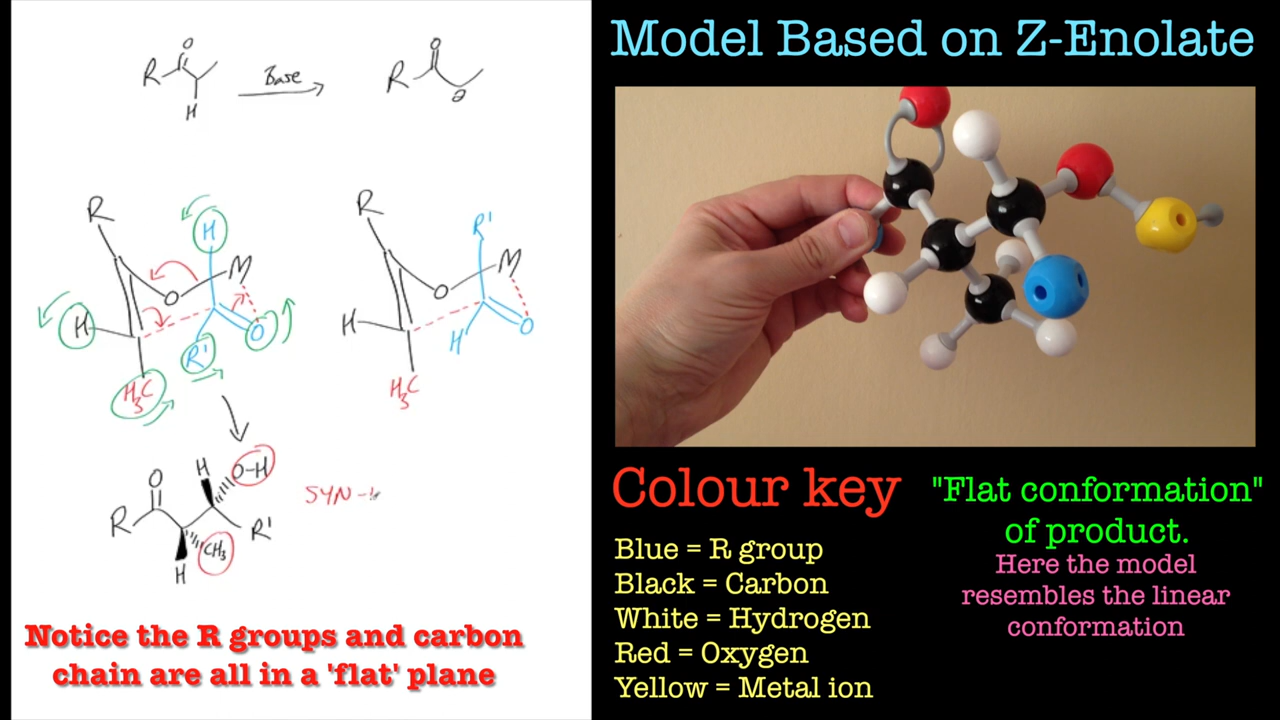 O
R
H
Base
O
R
Model Based on Z-Enolate
R
H
M
O
H
O
R'
H3C
R
R'
M
O
H
H
O
H3C
O
H
O-H
R
CH3
R'
H
SYN -
Notice the R groups and carbon
chain are all in a 'flat' plane
Colour key
Blue = R group
Black = Carbon
White = Hydrogen
Red = Oxygen
Yellow = Metal ion
"Flat conformation"
of product.
Here the model
resembles the linear
conformation